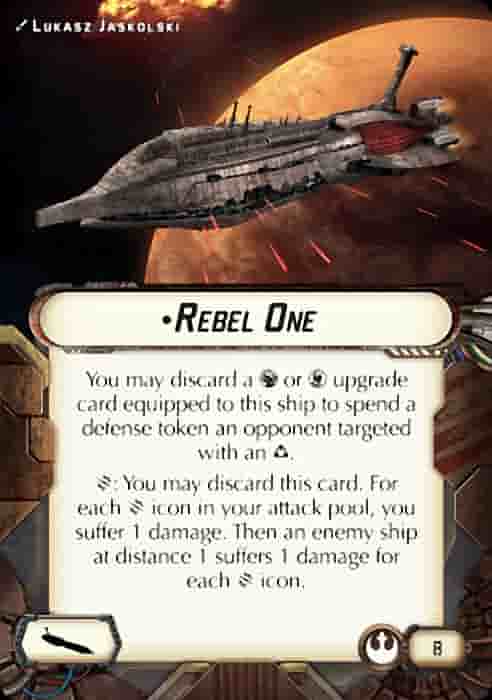 LUKASZ JASKOLSKI
•REBEL ONE
You may discard a or upgrade
card equipped to this ship to spend a
defense token an opponent targeted
with an .
: You may discard this card. For
each icon in your attack pool, you
suffer 1 damage. Then an enemy ship
at distance 1 suffers 1 damage for
each icon.
8